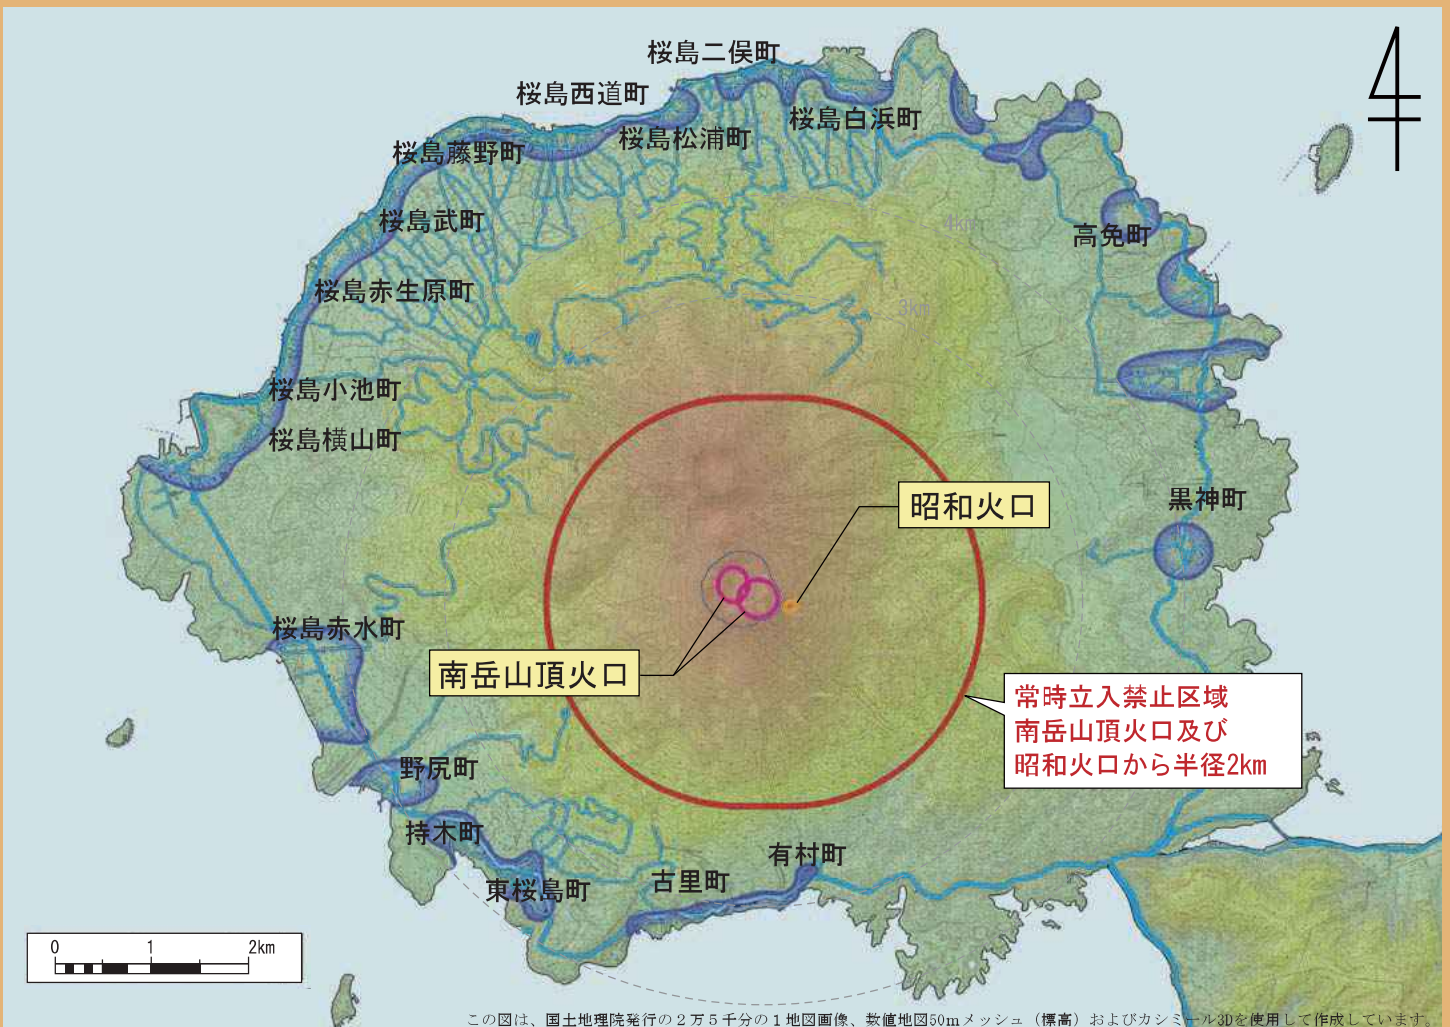 桜島二俣町
桜島西道町
桜島白浜町
桜島松浦町
桜島藤野町
桜島武町
4km
高免町
桜島赤生原町
3km
桜島小池町
桜島横山町
昭和火口
黒神町
桜島赤水町
南岳山頂火口
常時立入禁止区域
南岳山頂火口及び
昭和火口から半径2km
野尻町
持木町
有村町
古里町
東桜島町
0 1 2km
この図は、国土地理院発行の2万5千分の1地図画像、数値地図50mメッシュ（標高）およびカシミール3Dを使用して作成しています。